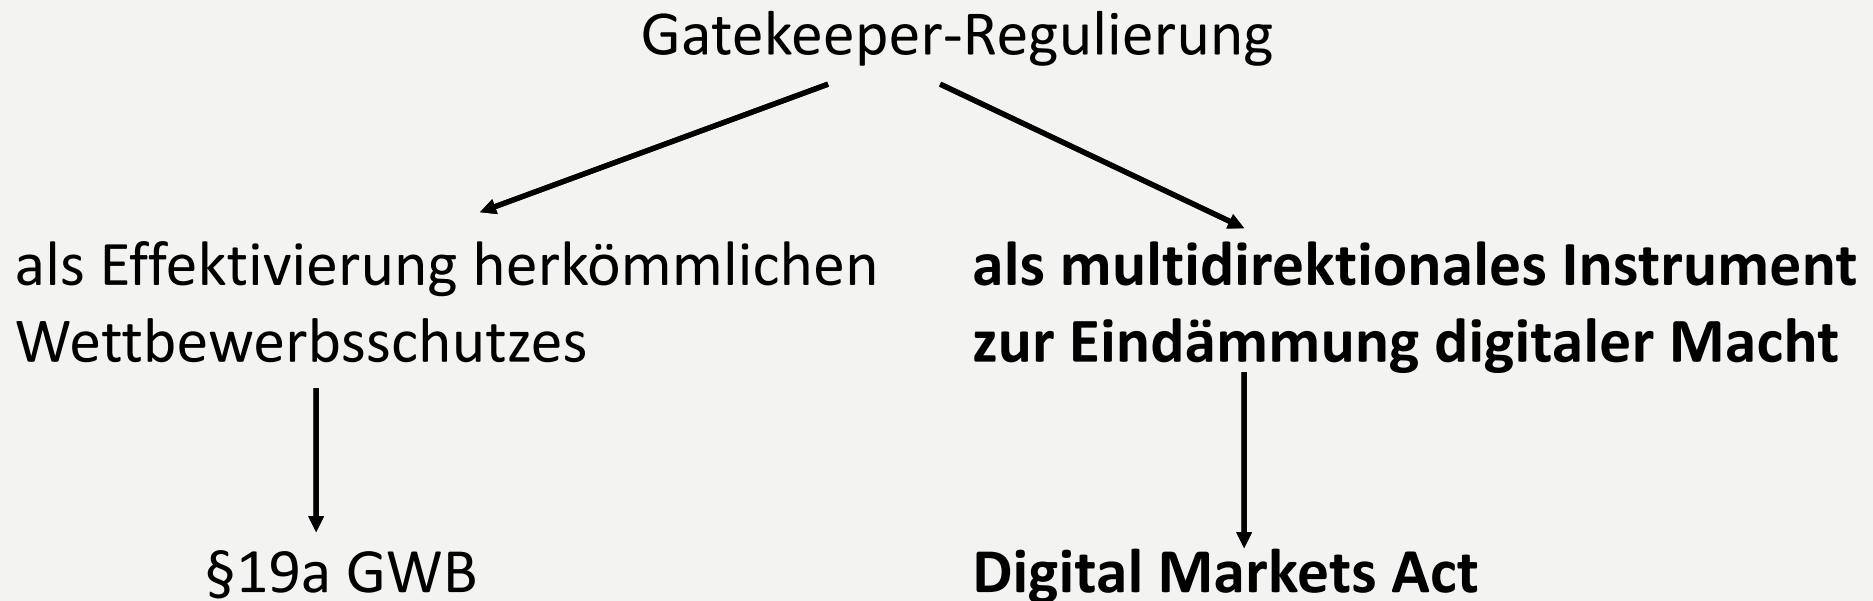 Gatekeeper-Regulierung
als Effektivierung herkömmlichen
Wettbewerbsschutzes
als multidirektionales Instrument
zur Eindämmung digitaler Macht
§19a GWB
Digital Markets Act